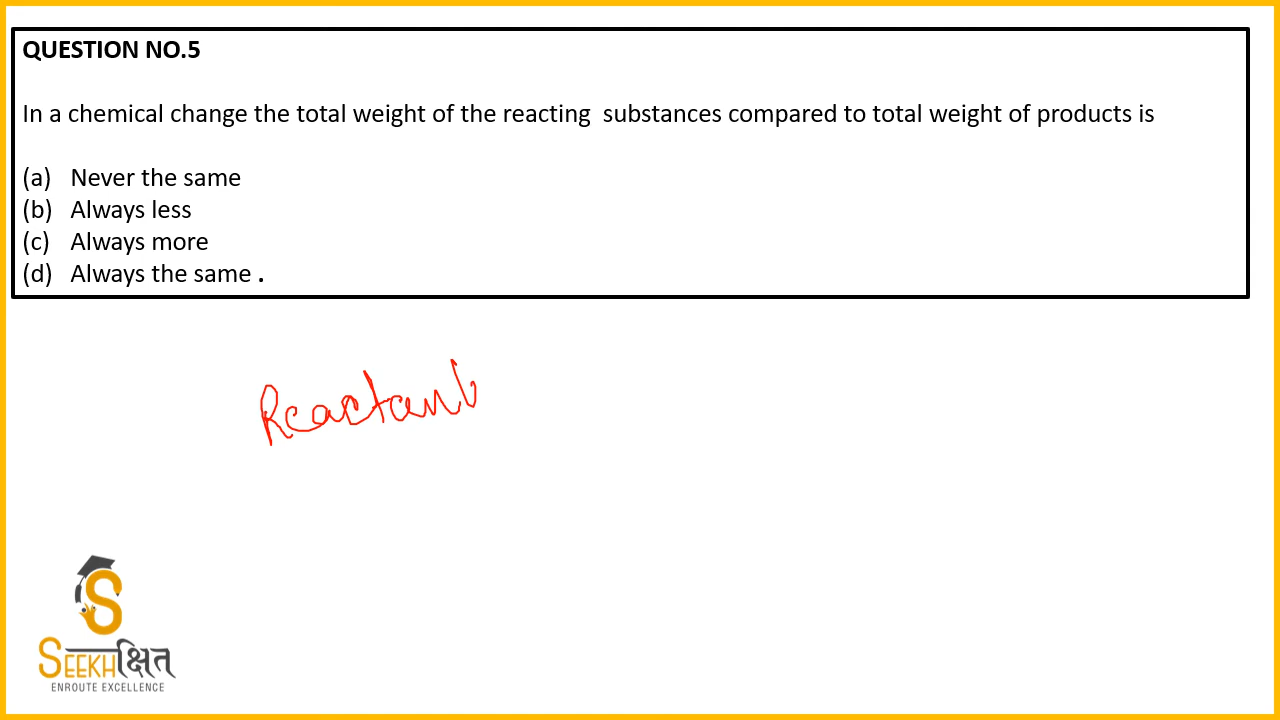 QUESTION NO.5
In a chemical change the total weight of the reacting substances compared to total weight of products is
(a) Never the same
(b) Always less
(c) Always more
(d) Always the same .
Reactant
SEEKHक्षित
ENROUTE EXCELLENCE